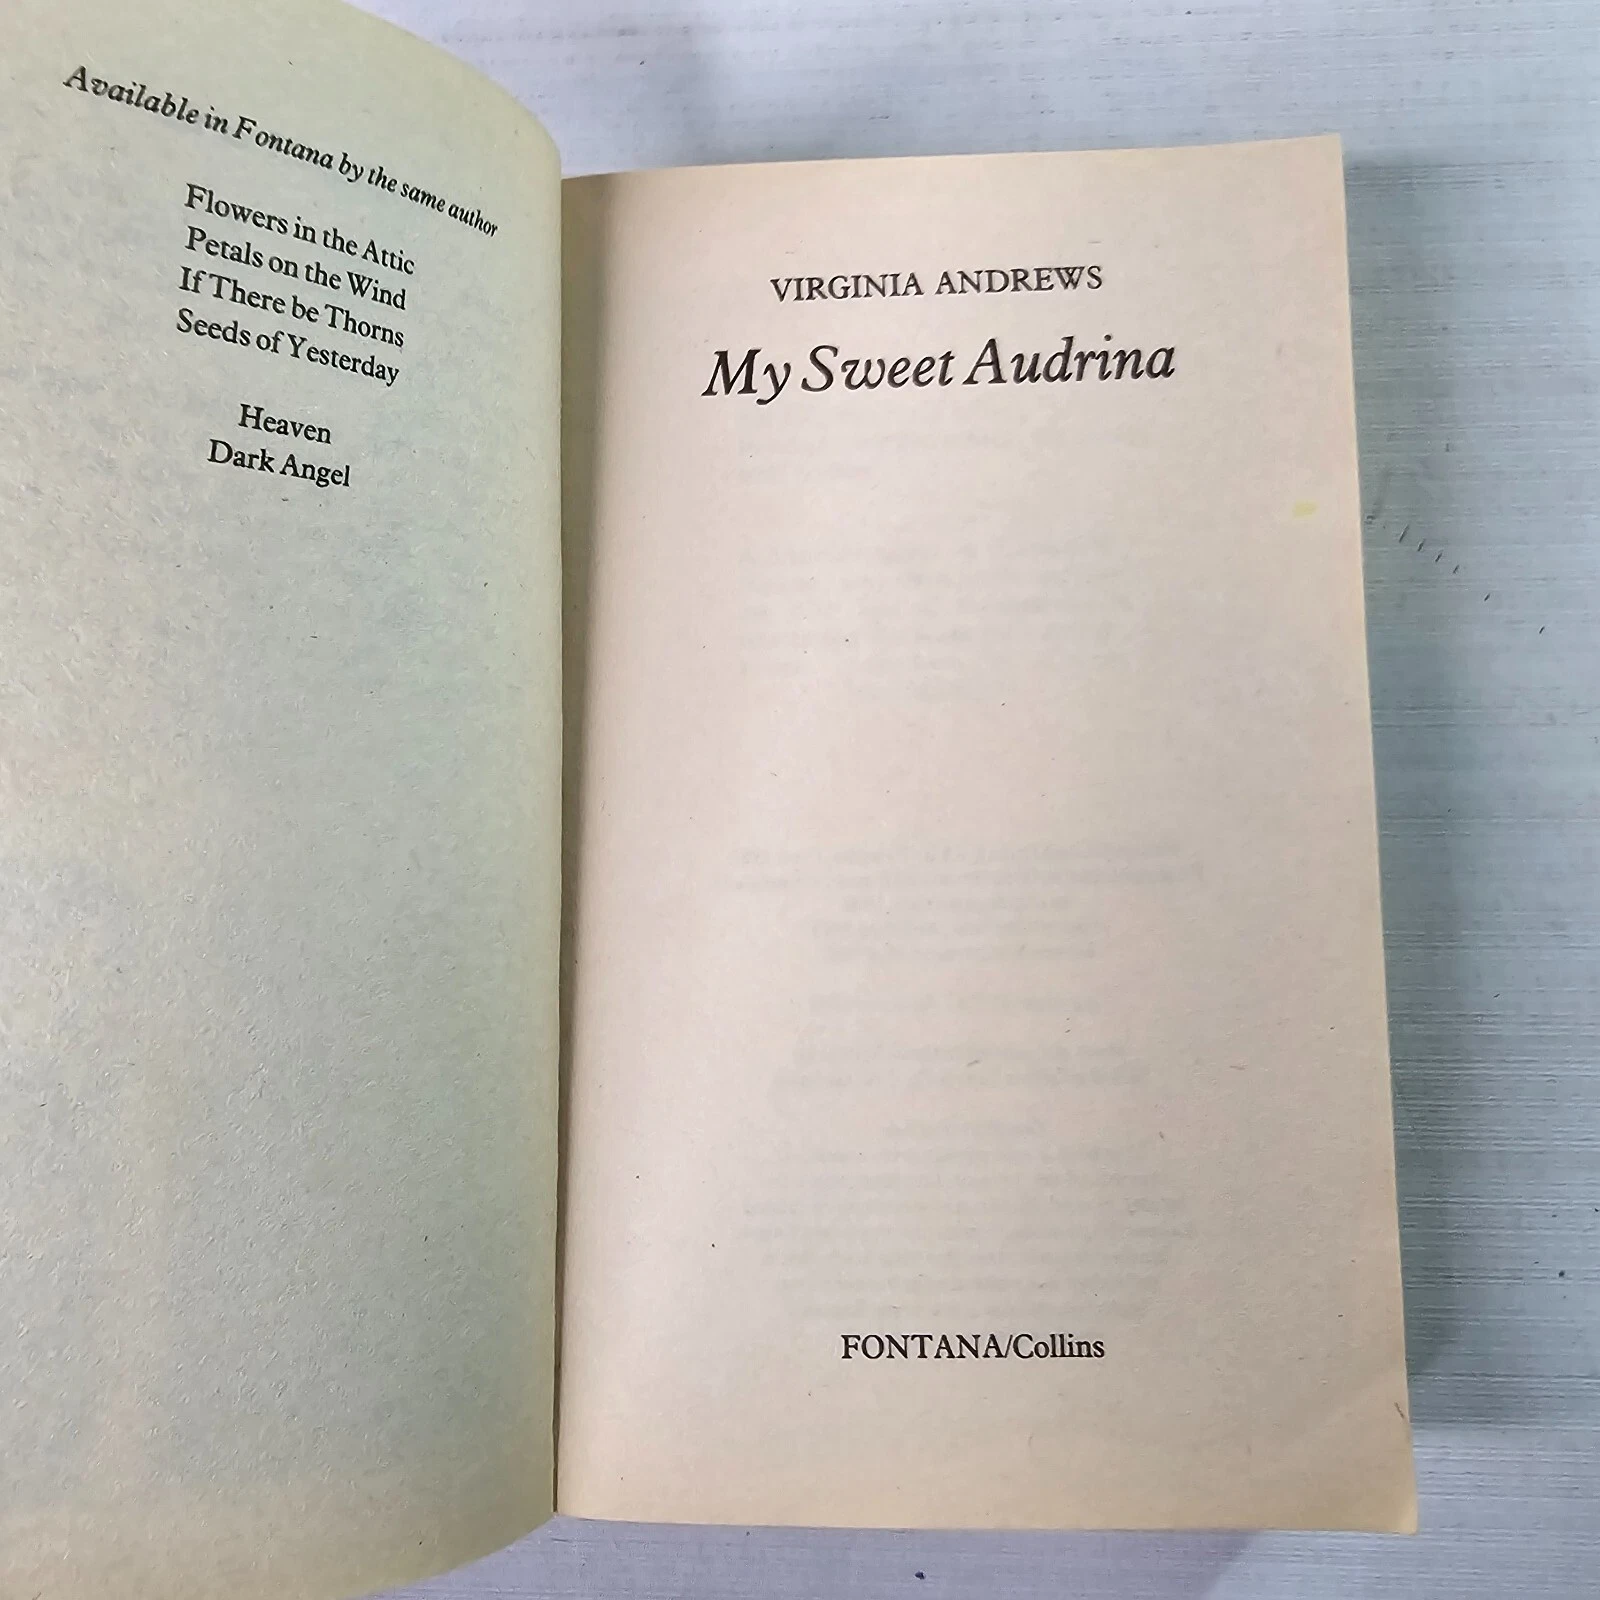 Available in Fontana by the same author
Flowers in the Attic
Petals on the Wind
If There be Thorns
Seeds of Yesterday
Heaven
Dark Angel
VIRGINIA ANDREWS
My Sweet Audrina
FONTANA/Collins